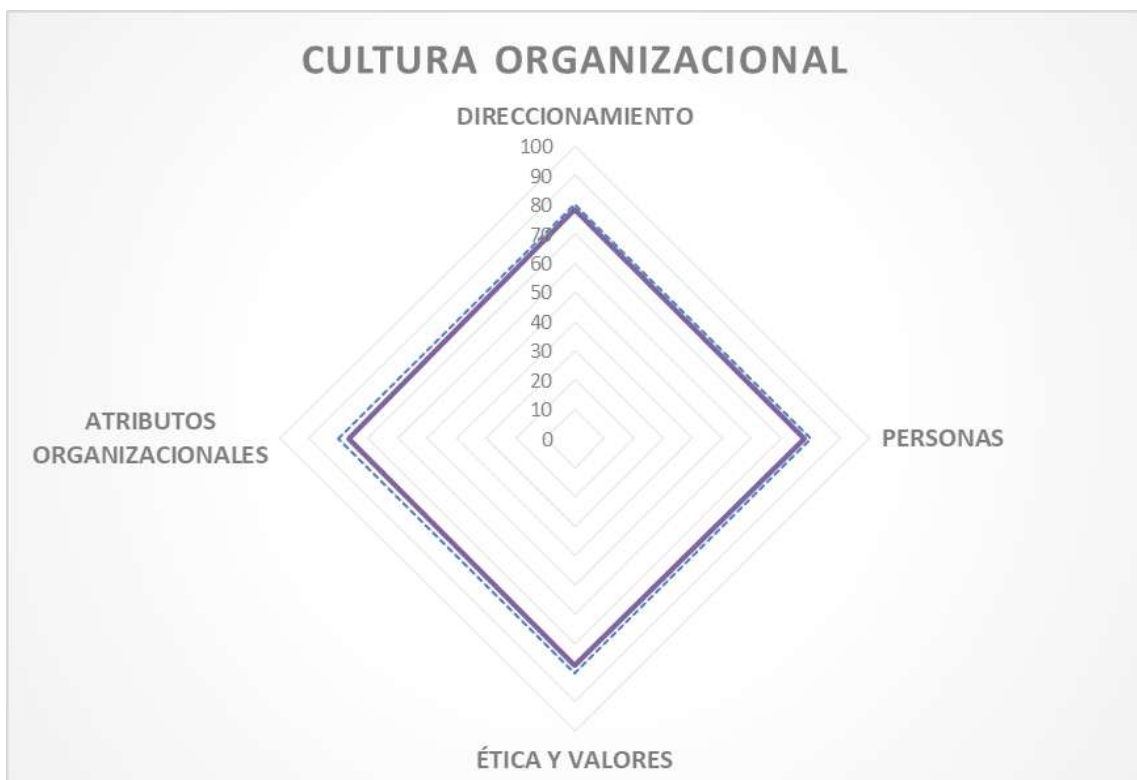 CULTURA ORGANIZACIONAL
DIRECCIONAMIENTO
100
90
80
70
60
50
40
30
20
10
0
ATRIBUTOS
ORGANIZACIONALES
PERSONAS
ÉTICA Y VALORES